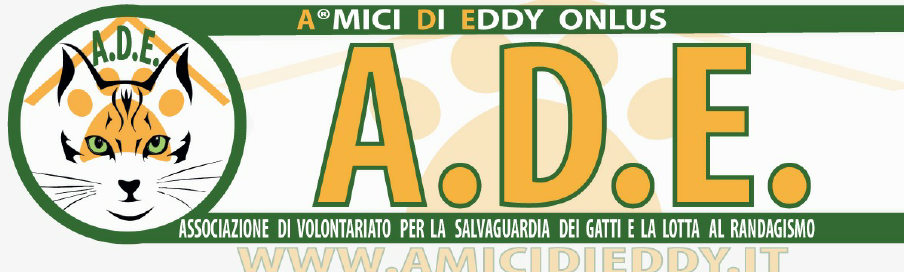 A®MICI DI EDDY ONLUS
A.D.E.
A.D.E.
ASSOCIAZIONE DI VOLONTARIATO PER LA SALVAGUARDIA DEI GATTI E LA LOTTA AL RANDAGISMO
WWW.AMICIDIEDDY.IT